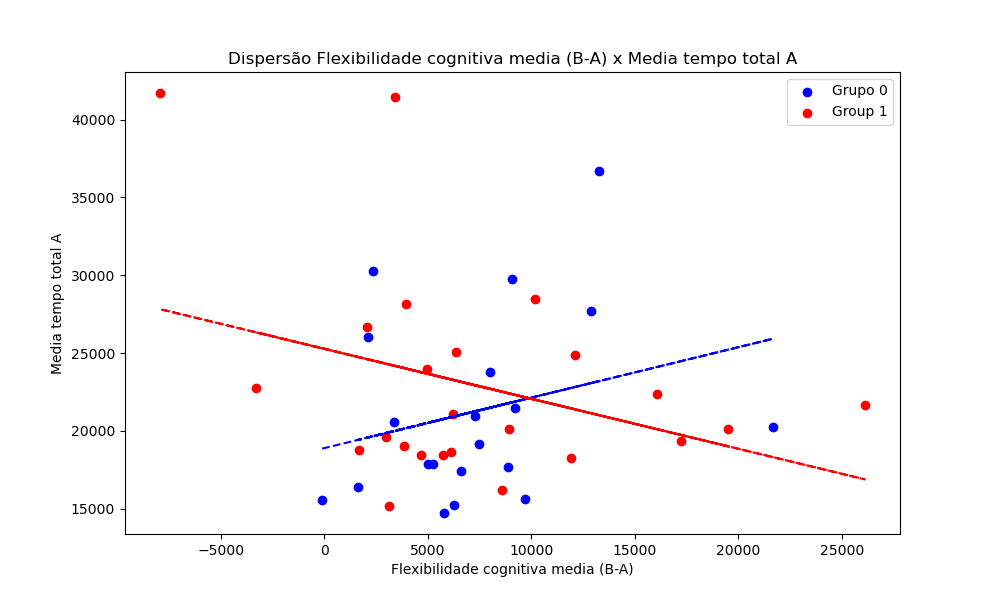 Dispersão Flexibilidade cognitiva media (B-A) x Media tempo total A
Grupo 0
Group 1
Media tempo total A
40000
35000
30000
25000
20000
15000
−5000
0
5000
10000
15000
20000
25000
Flexibilidade cognitiva media (B-A)